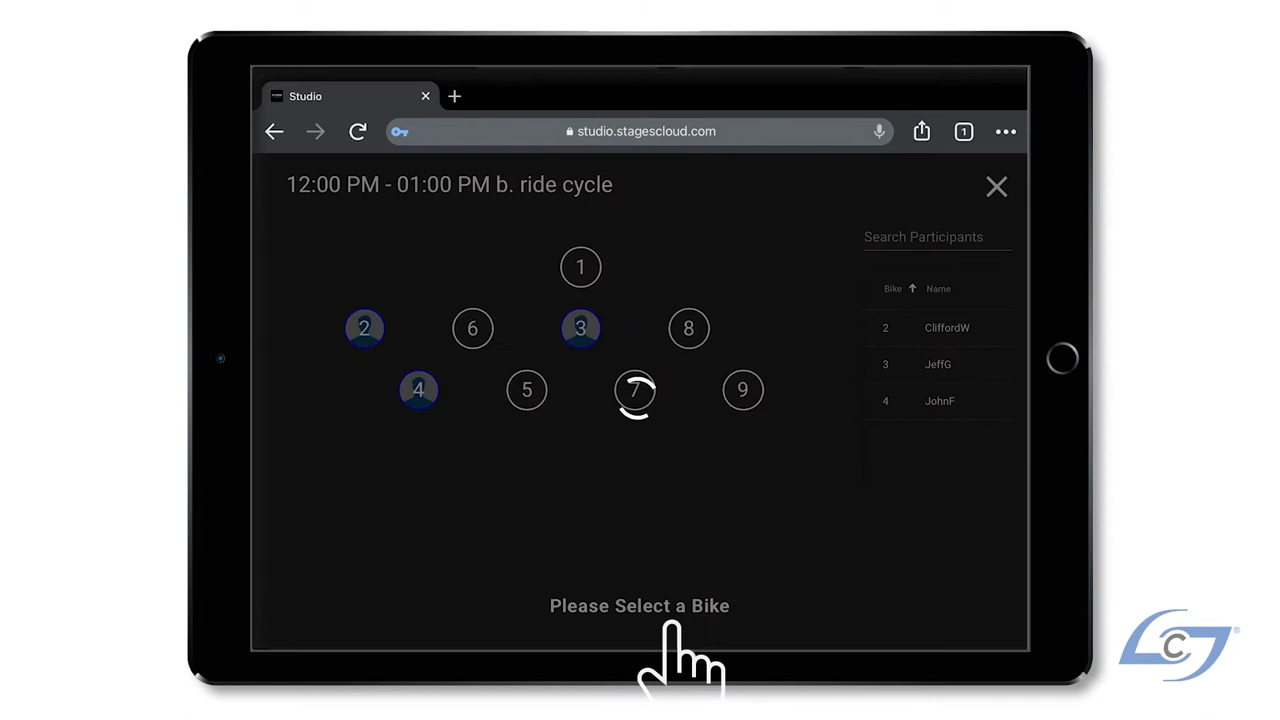 Studio
studio.stagescloud.com
1
12:00 PM - 01:00 PM b. ride cycle
Search Participants
1
2 6 3 8
4 5 7 9
Bike Name
2 CliffordW
3 JeffG
4 JohnF
Please Select a Bike
C ®